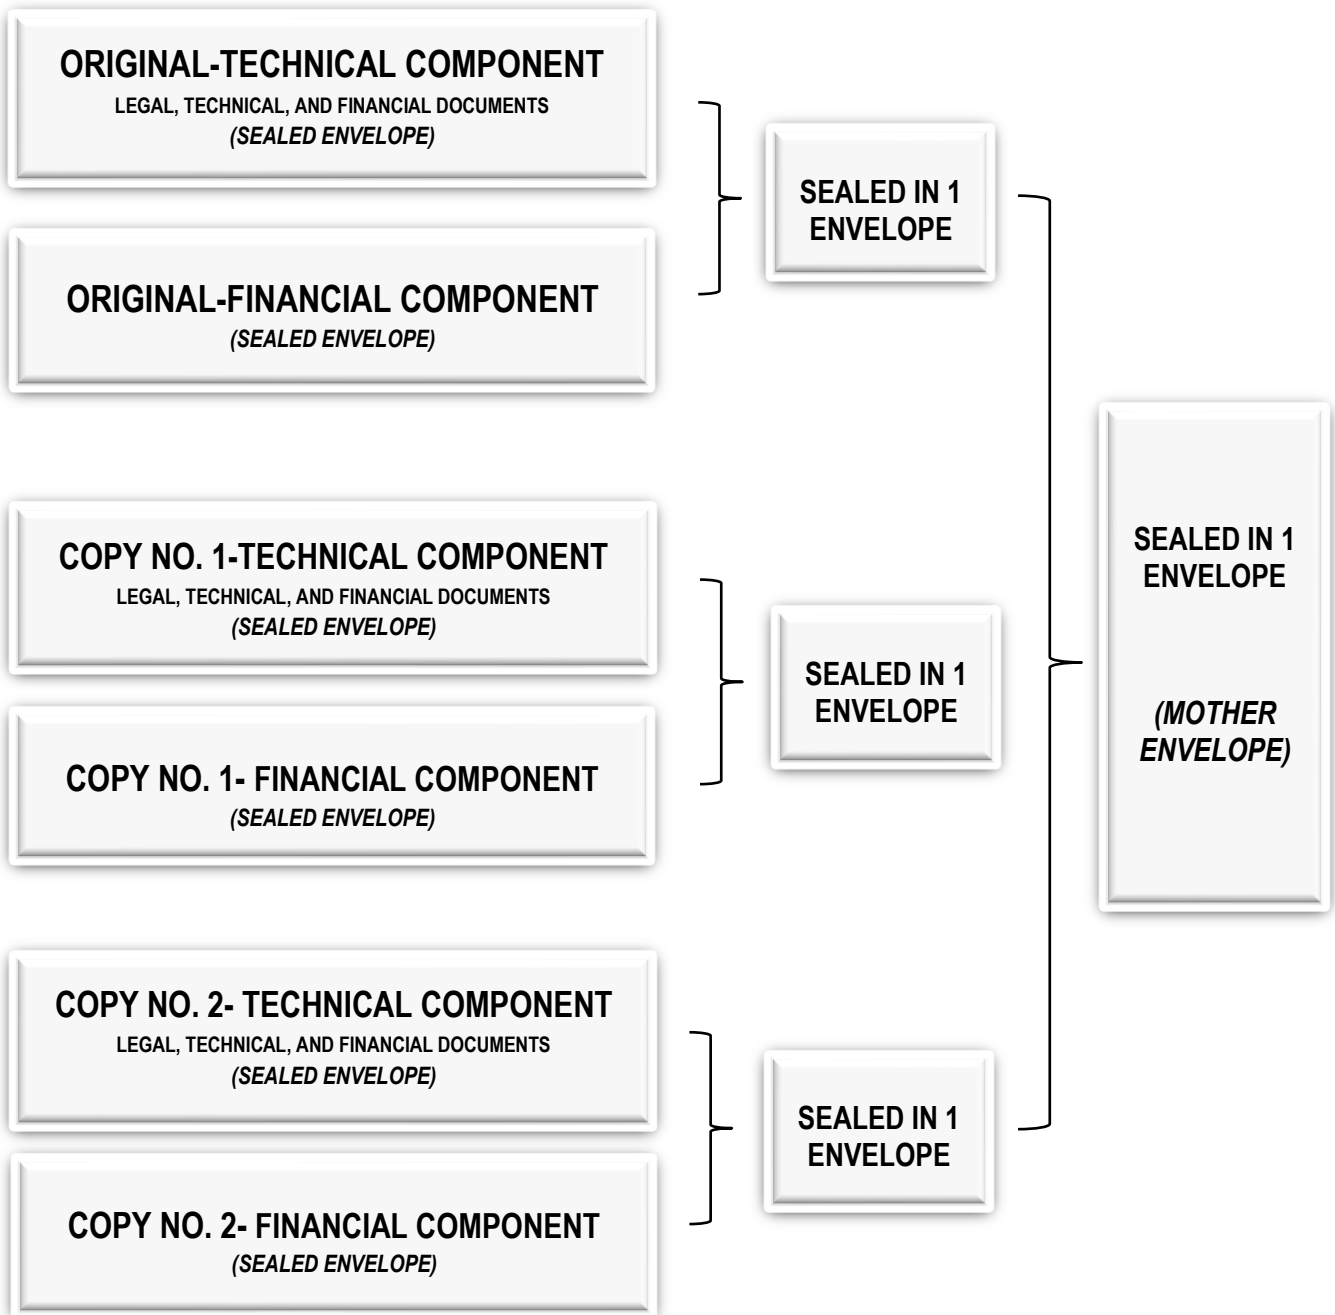 ORIGINAL-TECHNICAL COMPONENT
LEGAL, TECHNICAL, AND FINANCIAL DOCUMENTS
(SEALED ENVELOPE)
ORIGINAL-FINANCIAL COMPONENT
(SEALED ENVELOPE)
SEALED IN 1
ENVELOPE
COPY NO. 1-TECHNICAL COMPONENT
LEGAL, TECHNICAL, AND FINANCIAL DOCUMENTS
(SEALED ENVELOPE)
COPY NO. 1- FINANCIAL COMPONENT
(SEALED ENVELOPE)
SEALED IN 1
ENVELOPE
COPY NO. 2- TECHNICAL COMPONENT
LEGAL, TECHNICAL, AND FINANCIAL DOCUMENTS
(SEALED ENVELOPE)
COPY NO. 2- FINANCIAL COMPONENT
(SEALED ENVELOPE)
SEALED IN 1
ENVELOPE
SEALED IN 1
ENVELOPE
(MOTHER
ENVELOPE)